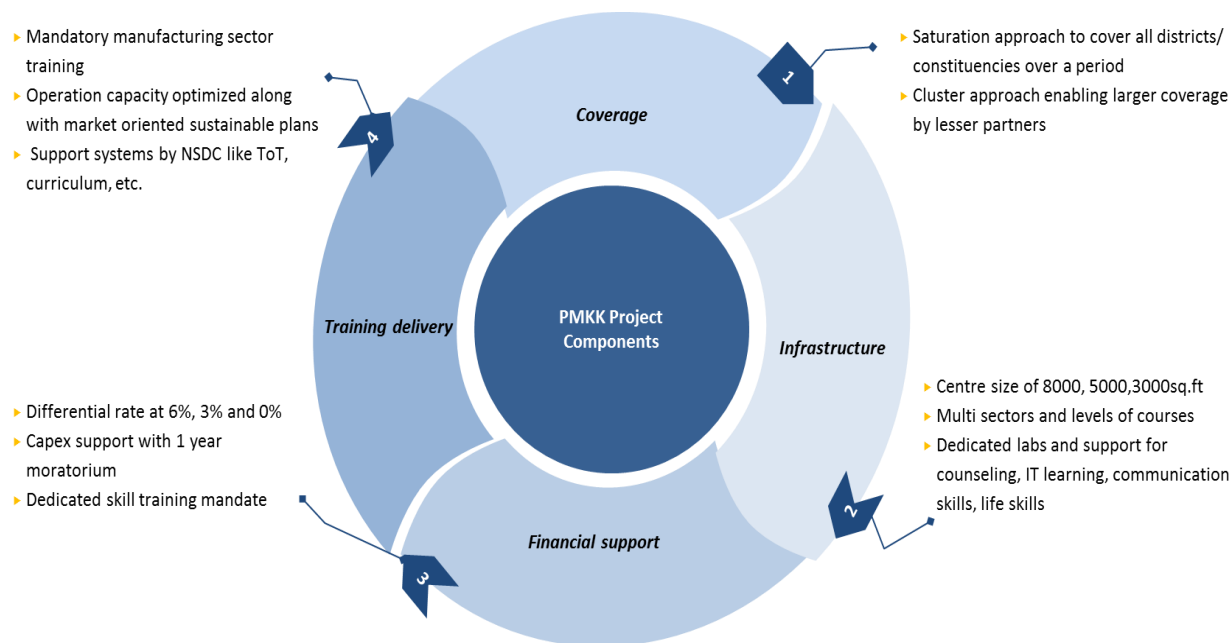 PMKK Project
Components
Coverage
1
Saturation approach to cover all districts/
constituencies over a period
Cluster approach enabling larger coverage
by lesser partners
Infrastructure
2
Centre size of 8000, 5000,3000sq.ft
Multi sectors and levels of courses
Dedicated labs and support for
counseling, IT learning, communication
skills, life skills
Financial support
3
Differential rate at 6%, 3% and 0%
Capex support with 1 year
moratorium
Dedicated skill training mandate
Training delivery
4
Mandatory manufacturing sector
training
Operation capacity optimized along
with market oriented sustainable plans
Support systems by NSDC like ToT,
curriculum, etc.